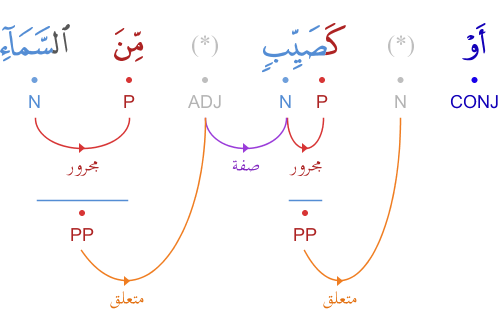 أَوْ (*) كَصَيِّبٍ (*) مِّنَ ٱلسَّمَآءِ
CONJ N P N ADJ P N
مجرور صفة مجرور
PP PP
متعلق متعلق